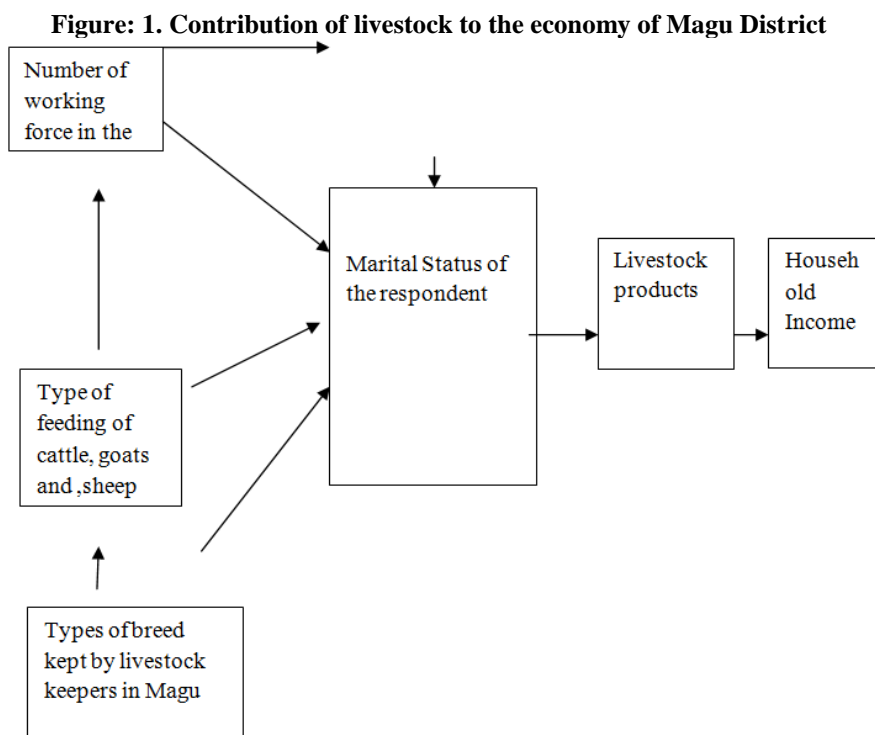 Figure: 1. Contribution of livestock to the economy of Magu District
Number of
working
force in the
Marital Status of
the respondent
Livestock
products
Househ
old
Income
Type of
feeding of
cattle, goats
and ,sheep
Types of breed
kept by livestock
keepers in Magu